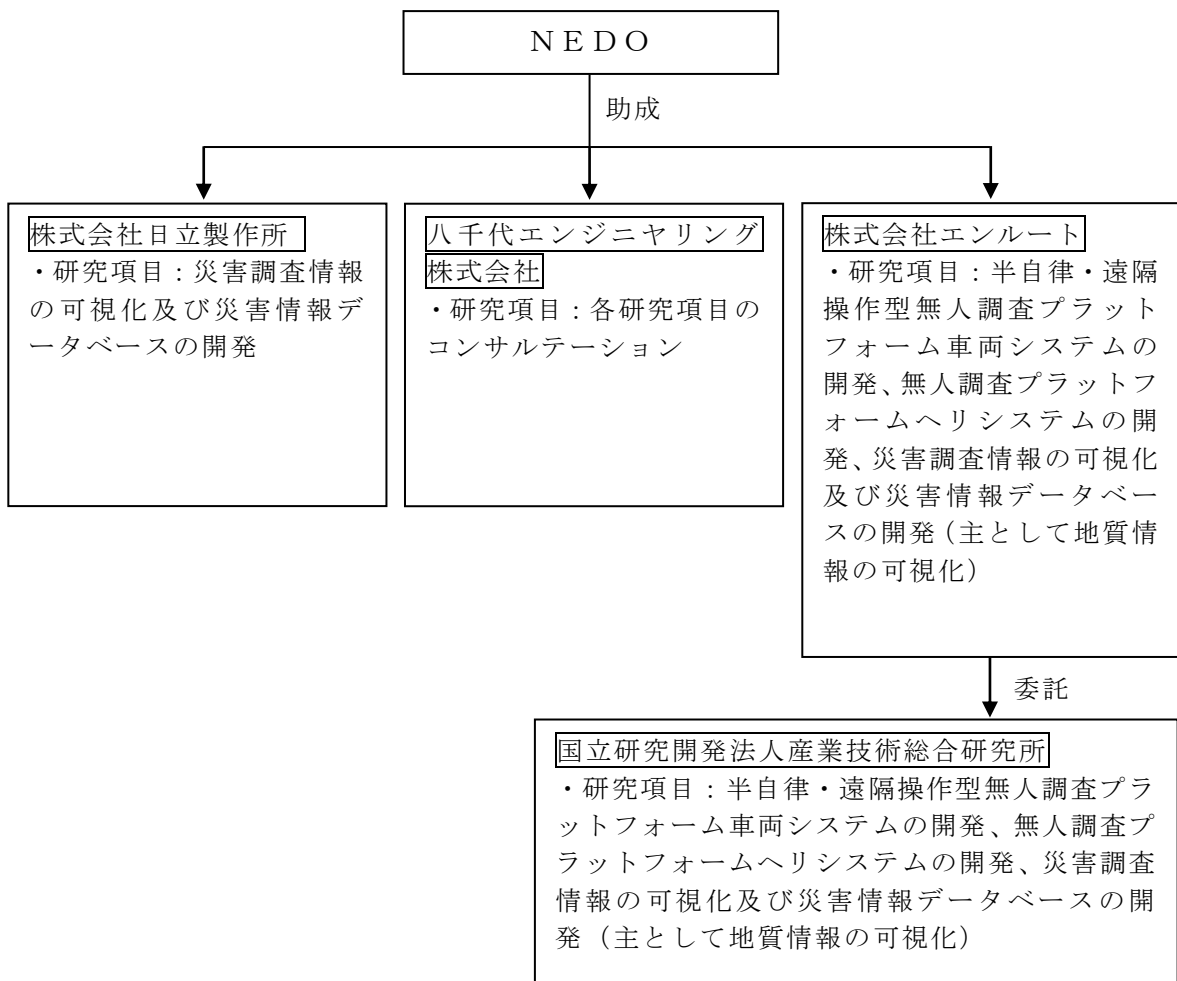 NEDO
助成
株式会社日立製作所
・研究項目：災害調査情報
の可視化及び災害情報デ
ータベースの開発
八千代エンジニヤリング
株式会社
・研究項目：各研究項目の
コンサルテーション
株式会社エンルート
・研究項目：半自律・遠隔
操作型無人調査プラット
フォーム車両システムの
開発、無人調査プラットフ
ォームヘリシステムの開
発、災害調査情報の可視化
及び災害情報データベー
スの開発（主として地質情
報の可視化）
委託
国立研究開発法人産業技術総合研究所
・研究項目：半自律・遠隔操作型無人調査プラ
ットフォーム車両システムの開発、無人調査プ
ラットフォームヘリシステムの開発、災害調査
情報の可視化及び災害情報データベースの開
発（主として地質情報の可視化）